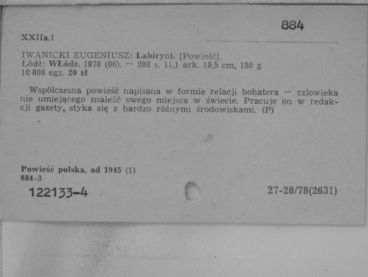 884
XXIIa.1
IWANICKI EUGENIUSZ: Labirynt. [Powieść].
Łódź: WŁódz. 1978 (06). — 208 s. 11,1 ark. 19,5 cm, 180 g
10 000 egz. 20 zł
Współczesna powieść napisana w formie relacji bohatera — człowieka
nie umiejącego znaleźć swego miejsca w świecie. Pracuje on w redak-
cji gazety, styka się z bardzo różnymi środowiskami. (P)
Powieść polska, od 1945 (1)
884-3
122133-4
27-28/78(2631)